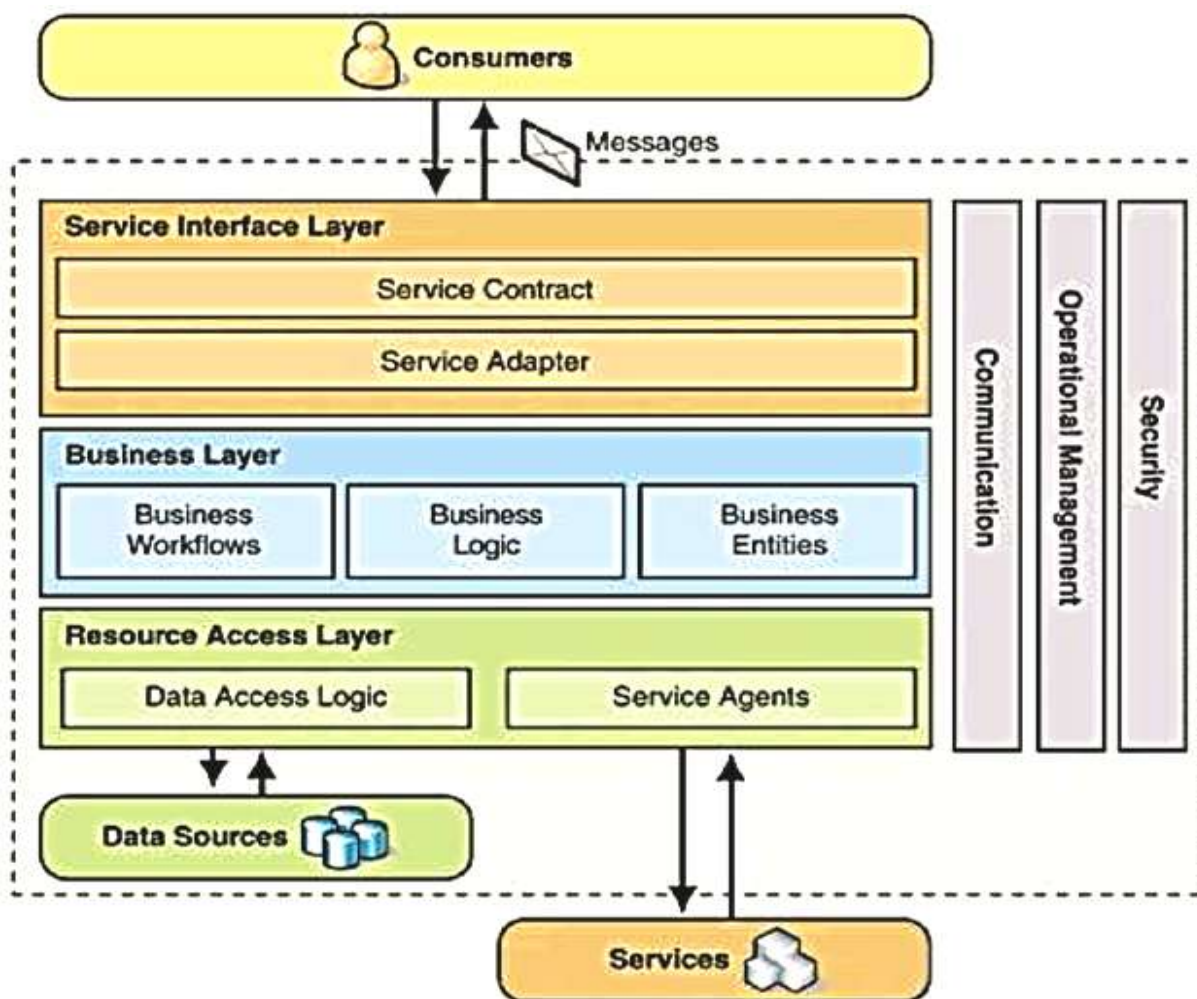 Consumers
Messages
Service Interface Layer
Service Contract
Service Adapter
Business Layer
Business
Workflows
Business
Logic
Business
Entities
Resource Access Layer
Data Access Logic
Service Agents
Data Sources
Services
Communication
Operational Management
Security